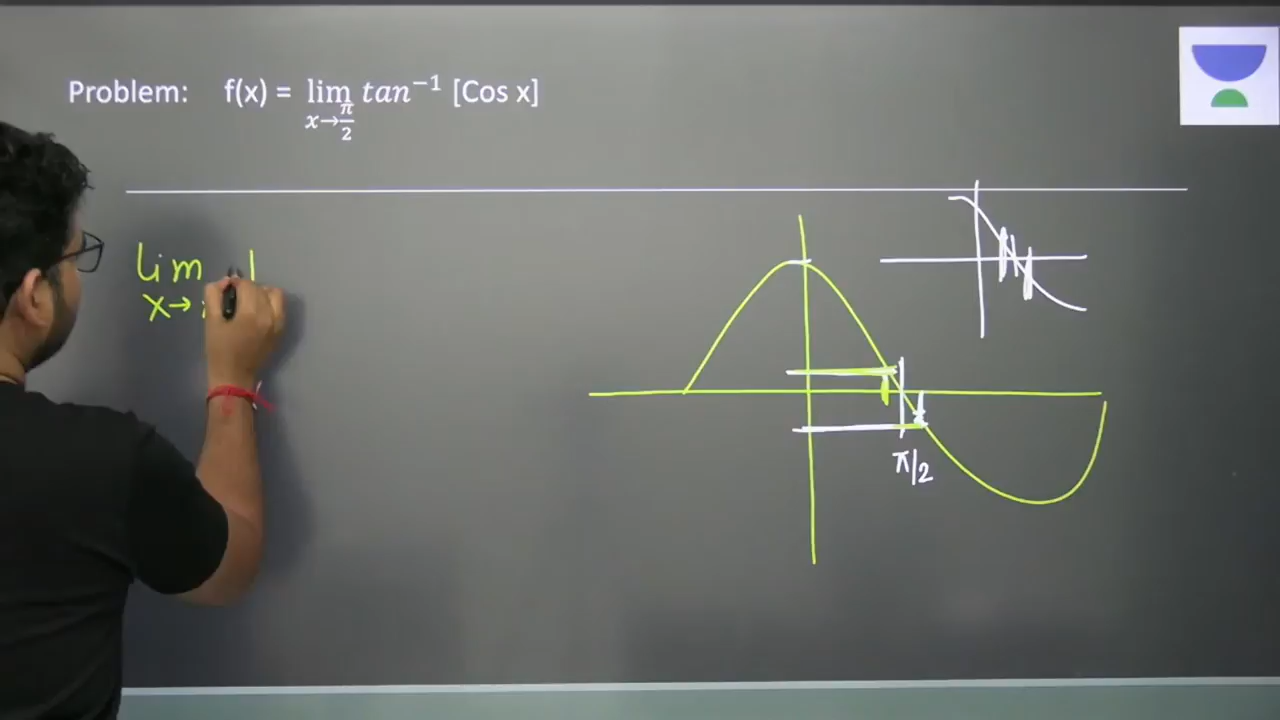 Problem: f(x) = lim x→π/2 tan⁻¹ [Cos x]
lim
x→
π/2